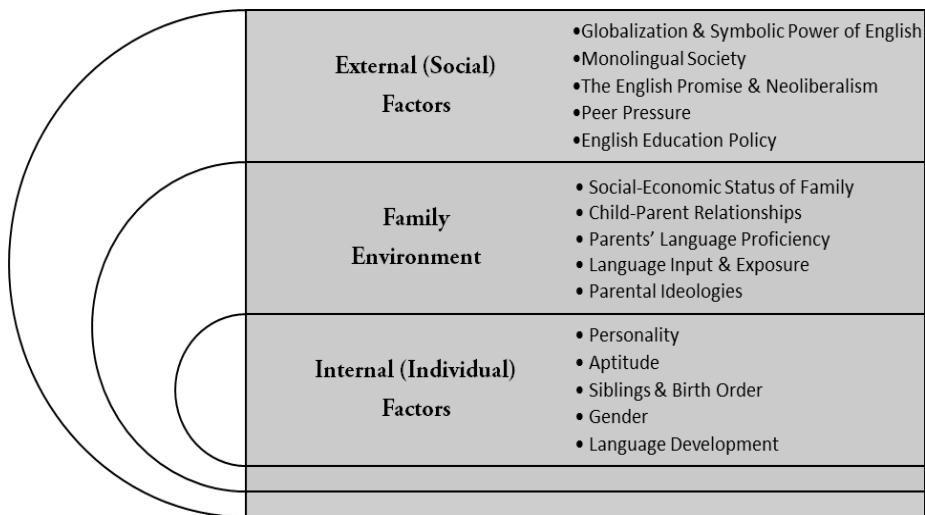 External (Social)
Factors
•Globalization & Symbolic Power of English
•Monolingual Society
•The English Promise & Neoliberalism
•Peer Pressure
•English Education Policy
Family
Environment
• Social-Economic Status of Family
• Child-Parent Relationships
• Parents’ Language Proficiency
• Language Input & Exposure
• Parental Ideologies
Internal (Individual)
Factors
• Personality
• Aptitude
• Siblings & Birth Order
• Gender
• Language Development